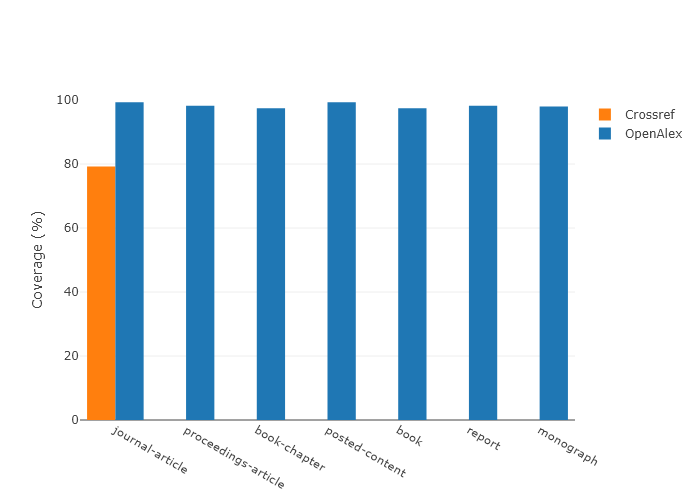 100
80
60
40
20
0
Coverage (%)
journal-article
proceedings-article
book-chapter
posted-content
book
report
monograph
Crossref
OpenAlex